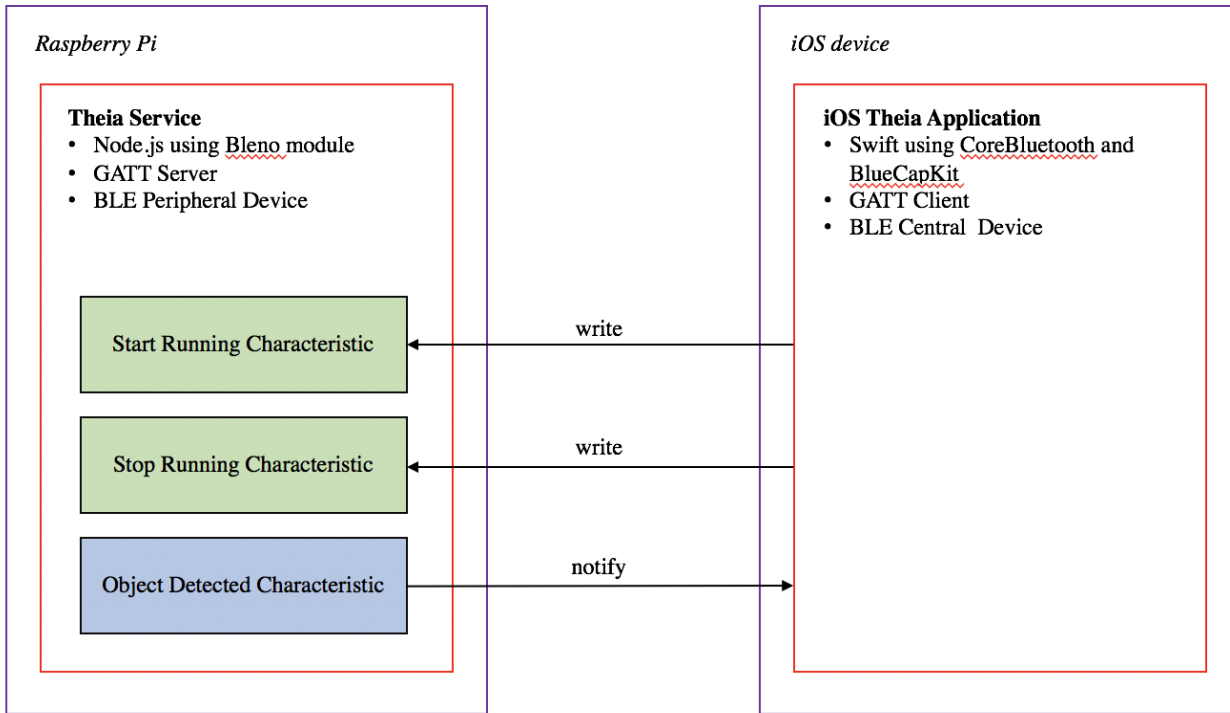 Raspberry Pi
Theia Service
• Node.js using Bleno module
• GATT Server
• BLE Peripheral Device
Start Running Characteristic
Stop Running Characteristic
Object Detected Characteristic
write
write
notify
iOS device
iOS Theia Application
• Swift using CoreBluetooth and
BlueCapKit
• GATT Client
• BLE Central  Device